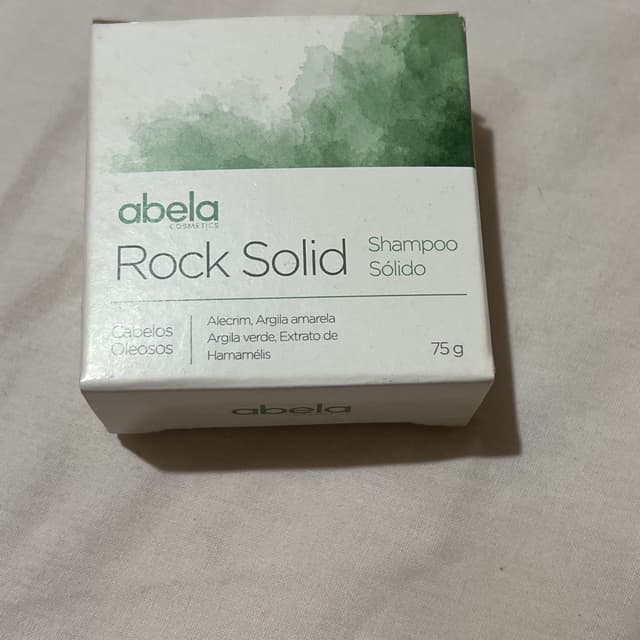 abela
COSMETICS
Rock Solid
Shampoo
Sólido
Cabelos
Oleosos
Alecrim, Argila amarela
Argila verde, Extrato de
Hamamélis
75 g
abela